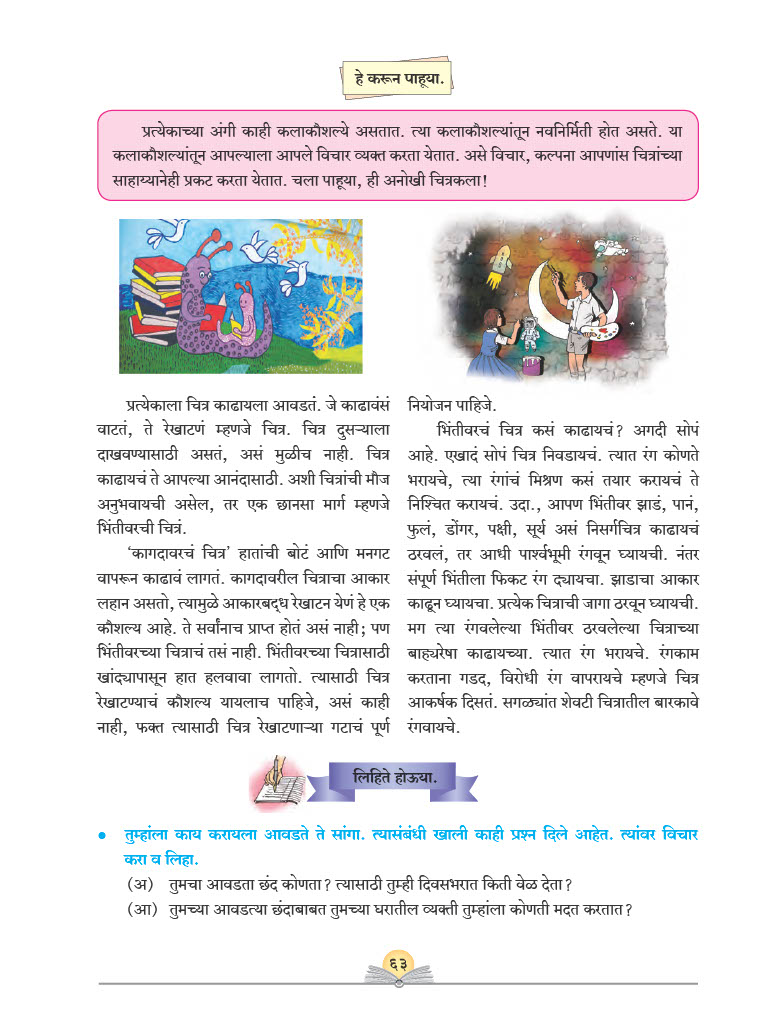 हे करून पाहूया.
प्रत्येकाच्या अंगी काही कलाकौशल्ये असतात. त्या कलाकौशल्यांतून नवनिर्मिती होत असते. या
कलाकौशल्यांतून आपल्याला आपले विचार व्यक्त करता येतात. असे विचार, कल्पना आपणांस चित्रांच्या
साहाय्यानेही प्रकट करता येतात. चला पाहूया, ही अनोखी चित्रकला!
प्रत्येकाला चित्र काढायला आवडतं. जे काढावंसं
वाटतं, ते रेखाटणं म्हणजे चित्र. चित्र दुसऱ्याला
दाखवण्यासाठी असतं, असं मुळीच नाही. चित्र
काढायचं ते आपल्या आनंदासाठी. अशी चित्रांची मौज
अनुभवायची असेल, तर एक छानसा मार्ग म्हणजे
भिंतीवरची चित्रं.
‘कागदावरचं चित्र’ हातांची बोटं आणि मनगट
वापरून काढावं लागतं. कागदावरील चित्राचा आकार
लहान असतो, त्यामुळे आकारबद्ध रेखाटन येणं हे एक
कौशल्य आहे. ते सर्वांनाच प्राप्त होतं असं नाही; पण
भिंतीवरच्या चित्राचं तसं नाही. भिंतीवरच्या चित्रासाठी
खांद्यापासून हात हलवावा लागतो. त्यासाठी चित्र
रेखाटण्याचं कौशल्य यायलाच पाहिजे, असं काही
नाही, फक्त त्यासाठी चित्र रेखाटणाऱ्या गटाचं पूर्ण
नियोजन पाहिजे.
भिंतीवरचं चित्र कसं काढायचं? अगदी सोपं
आहे. एखादं सोपं चित्र निवडायचं. त्यात रंग कोणते
भरायचे, त्या रंगांचं मिश्रण कसं तयार करायचं ते
निश्चित करायचं. उदा., आपण भिंतीवर झाडं, पानं,
फुलं, डोंगर, पक्षी, सूर्य असं निसर्गचित्र काढायचं
ठरवलं, तर आधी पार्श्वभूमी रंगवून घ्यायची. नंतर
संपूर्ण भिंतीला फिकट रंग द्यायचा. झाडाचा आकार
काढून घ्यायचा. प्रत्येक चित्राची जागा ठरवून घ्यायची.
मग त्या रंगवलेल्या भिंतीवर ठरवलेल्या चित्राच्या
बाह्यरेषा काढायच्या. त्यात रंग भरायचे. रंगकाम
करताना गडद, विरोधी रंग वापरायचे म्हणजे चित्र
आकर्षक दिसतं. सगळ्यांत शेवटी चित्रातील बारकावे
रंगवायचे.
लिहिते होऊया.
• तुम्हांला काय करायला आवडते ते सांगा. त्यासंबंधी खाली काही प्रश्न दिले आहेत. त्यांवर विचार
करा व लिहा.
(अ) तुमचा आवडता छंद कोणता? त्यासाठी तुम्ही दिवसभरात किती वेळ देता?
(आ) तुमच्या आवडत्या छंदाबाबत तुमच्या घरातील व्यक्ती तुम्हांला कोणती मदत करतात?
६३